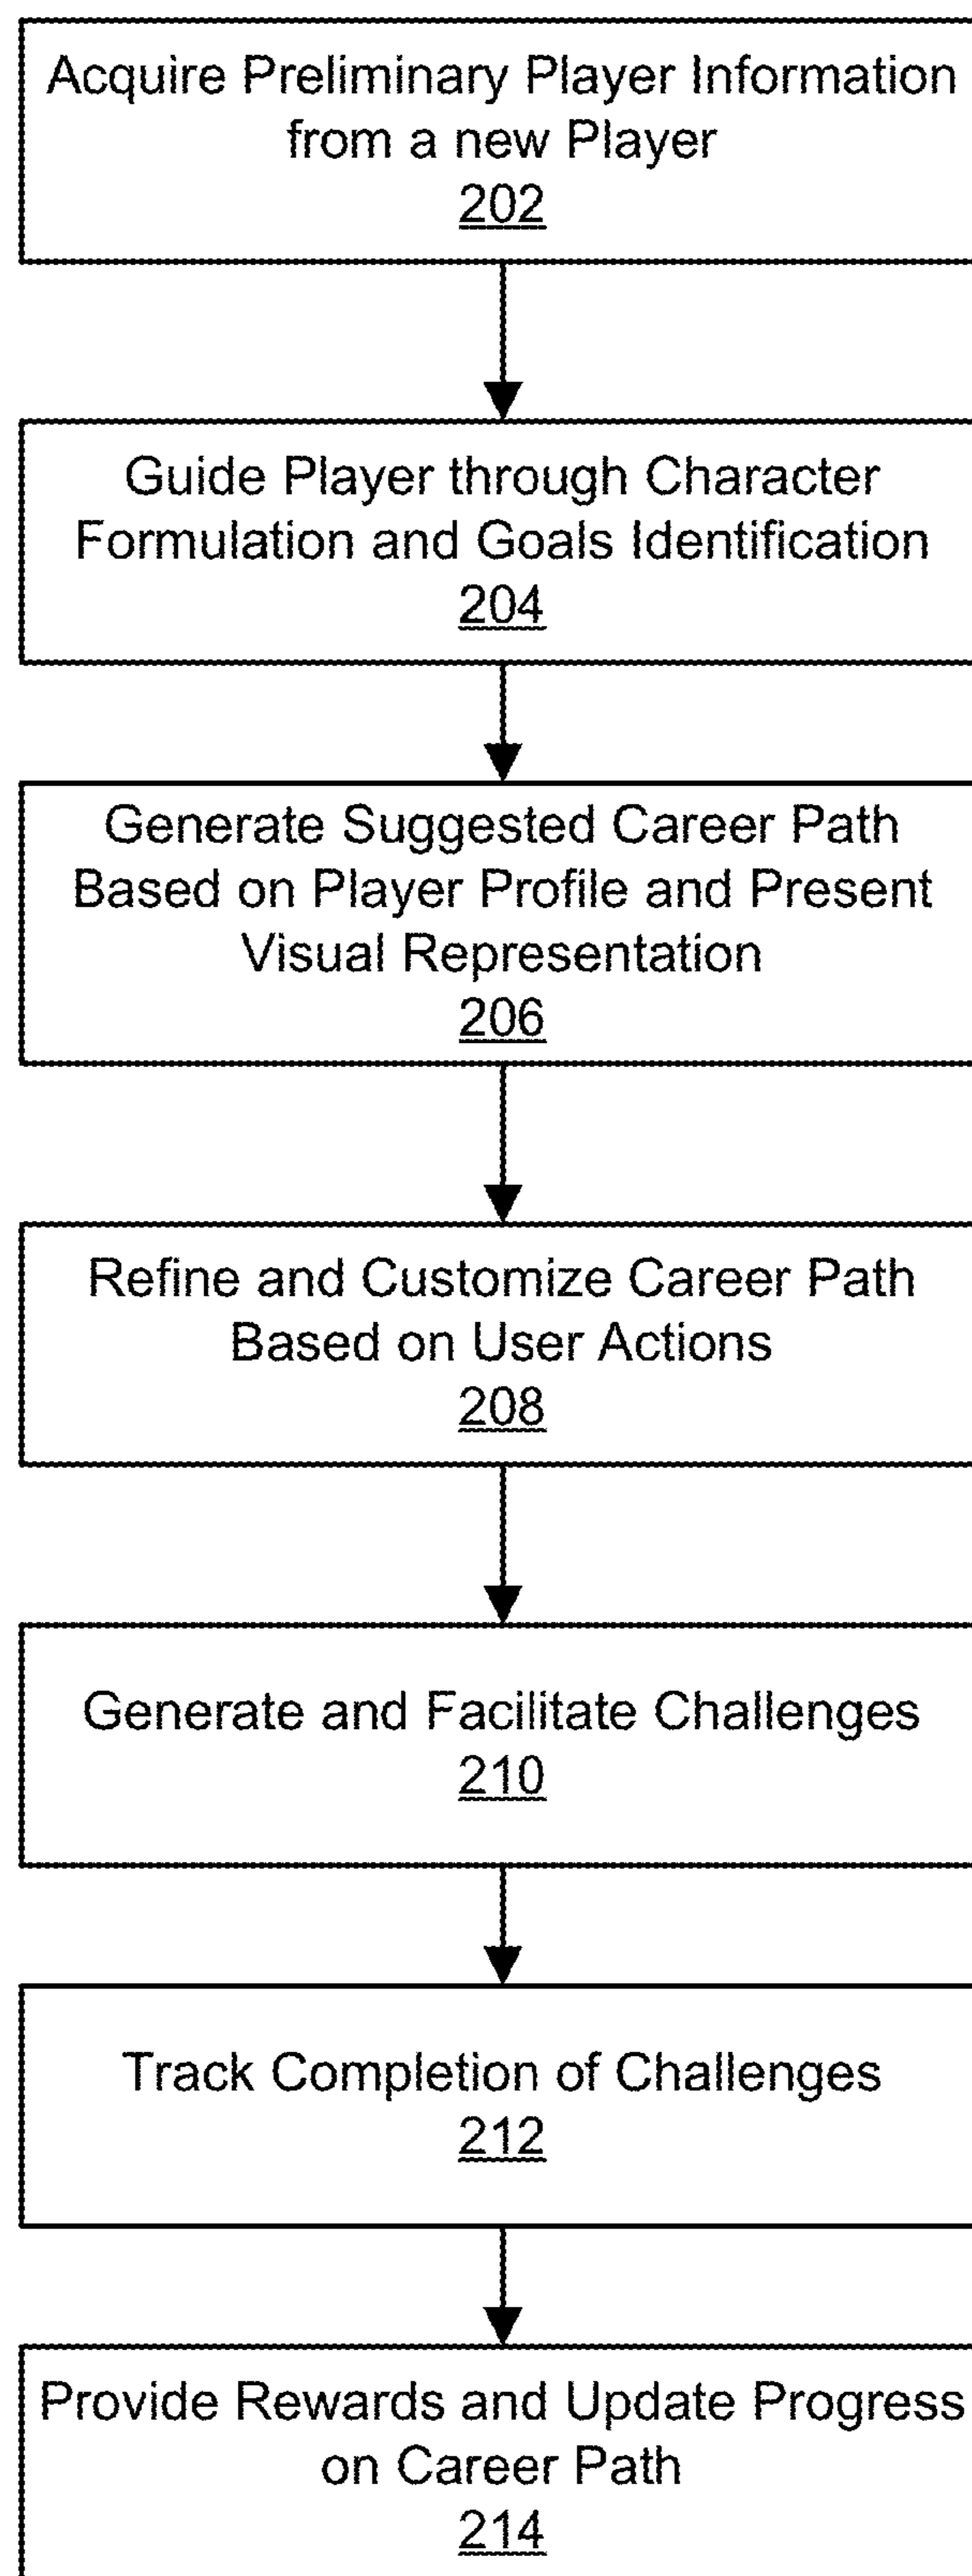 Acquire Preliminary Player Information
from a new Player
202
Guide Player through Character
Formulation and Goals Identification
204
Generate Suggested Career Path
Based on Player Profile and Present
Visual Representation
206
Refine and Customize Career Path
Based on User Actions
208
Generate and Facilitate Challenges
210
Track Completion of Challenges
212
Provide Rewards and Update Progress
on Career Path
214